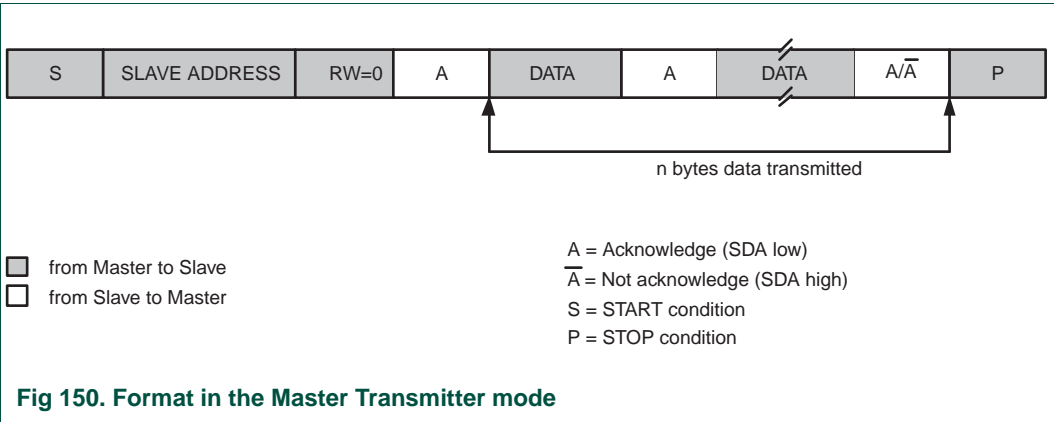 S SLAVE ADDRESS RW=0 A DATA A DATA A/A̅ P
n bytes data transmitted
from Master to Slave
from Slave to Master
A = Acknowledge (SDA low)
A̅ = Not acknowledge (SDA high)
S = START condition
P = STOP condition
Fig 150. Format in the Master Transmitter mode